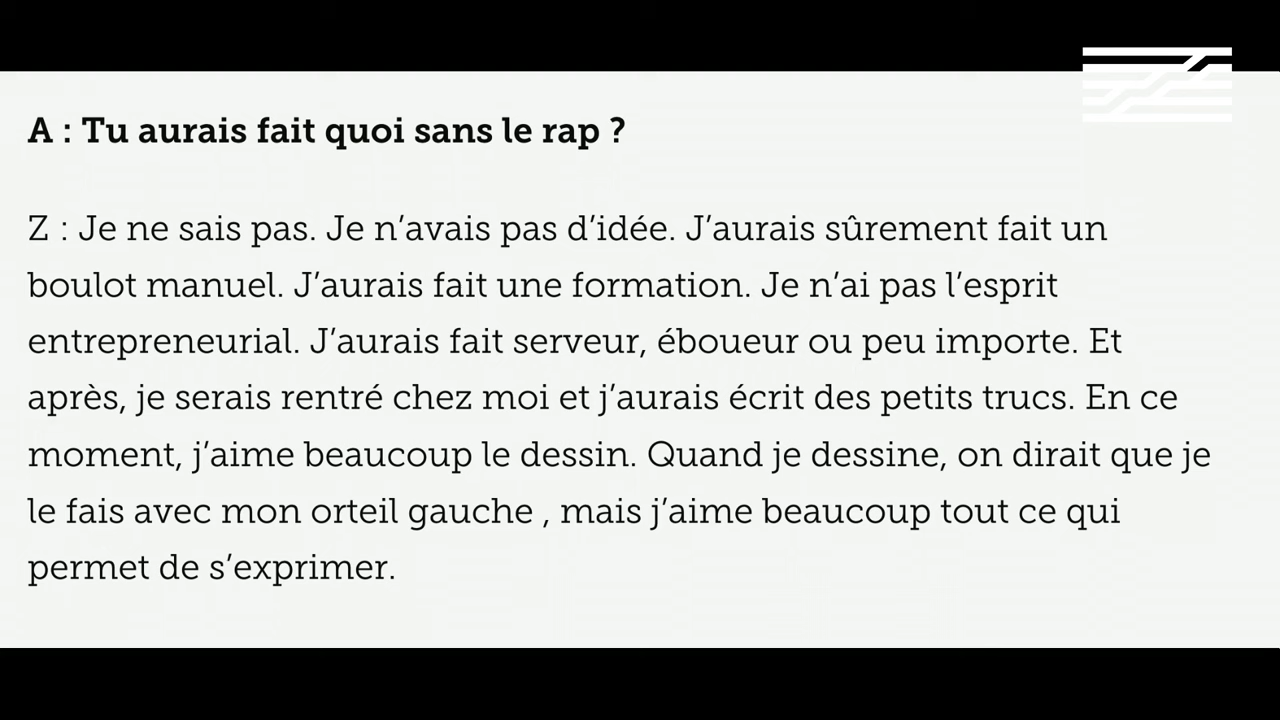 A : Tu aurais fait quoi sans le rap ?
Z : Je ne sais pas. Je n’avais pas d’idée. J’aurais sûrement fait un
boulot manuel. J’aurais fait une formation. Je n’ai pas l’esprit
entrepreneurial. J’aurais fait serveur, éboueur ou peu importe. Et
après, je serais rentré chez moi et j’aurais écrit des petits trucs. En ce
moment, j’aime beaucoup le dessin. Quand je dessine, on dirait que je
le fais avec mon orteil gauche , mais j’aime beaucoup tout ce qui
permet de s’exprimer.